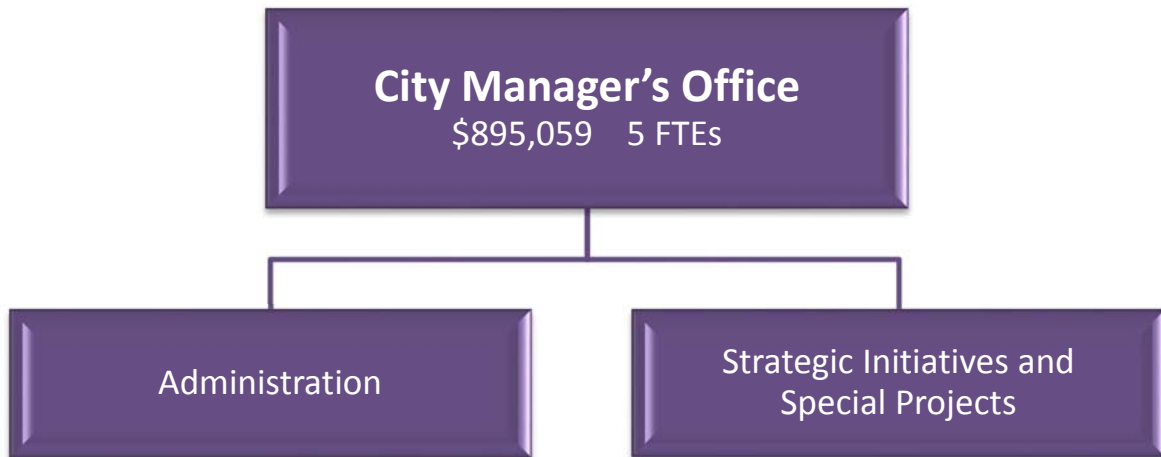 City Manager’s Office
$895,059 5 FTEs
Administration
Strategic Initiatives and
Special Projects